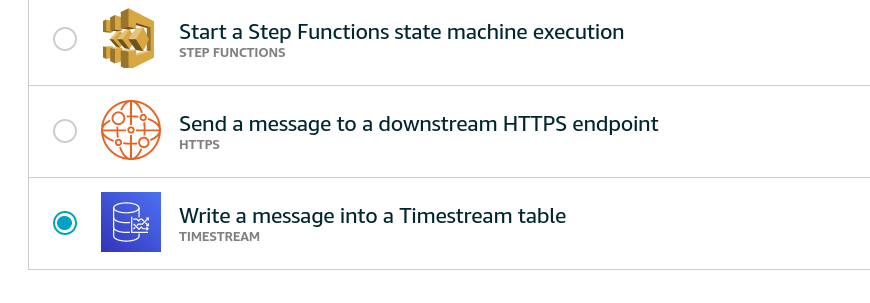 Start a Step Functions state machine execution
STEP FUNCTIONS
Send a message to a downstream HTTPS endpoint
HTTPS
Write a message into a Timestream table
TIMESTREAM